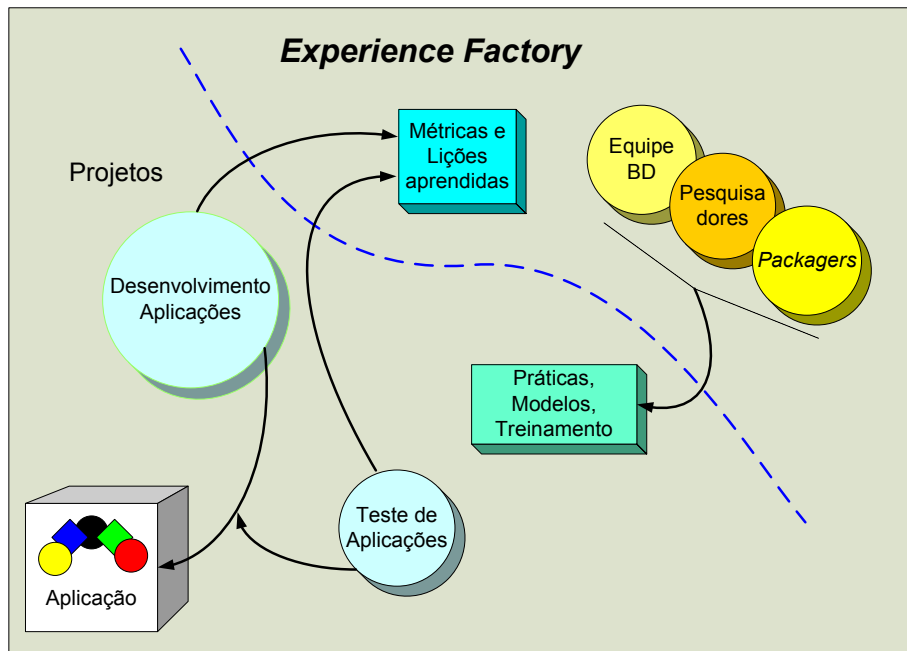 Experience Factory
Projetos
Métricas e
Lições
aprendidas
Equipe
BD
Pesquisa
dores
Packagers
Desenvolvimento
Aplicações
Práticas,
Modelos,
Treinamento
Teste de
Aplicações
Aplicação